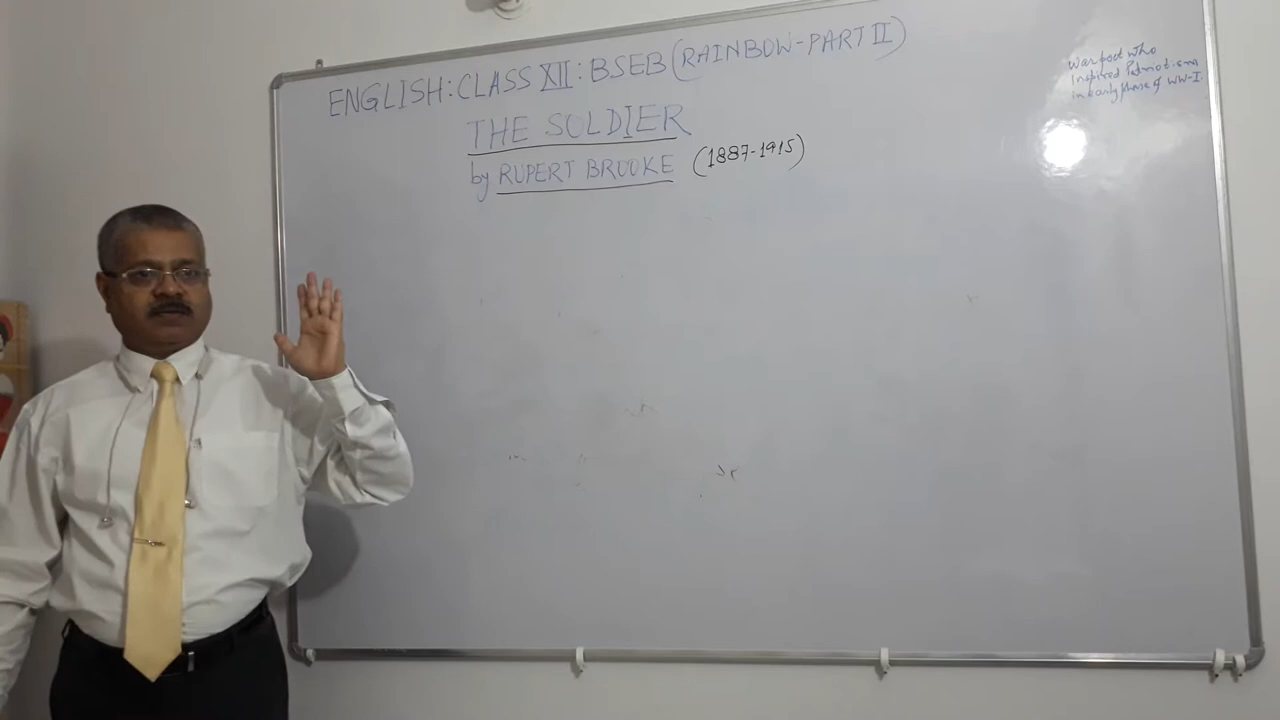 ENGLISH: CLASS XII: BSEB (RAINBOW-PART II)
THE SOLDIER
by RUPERT BROOKE (1887-1915)
War poet who
inspired Patriotism
in early phase of WW-I.